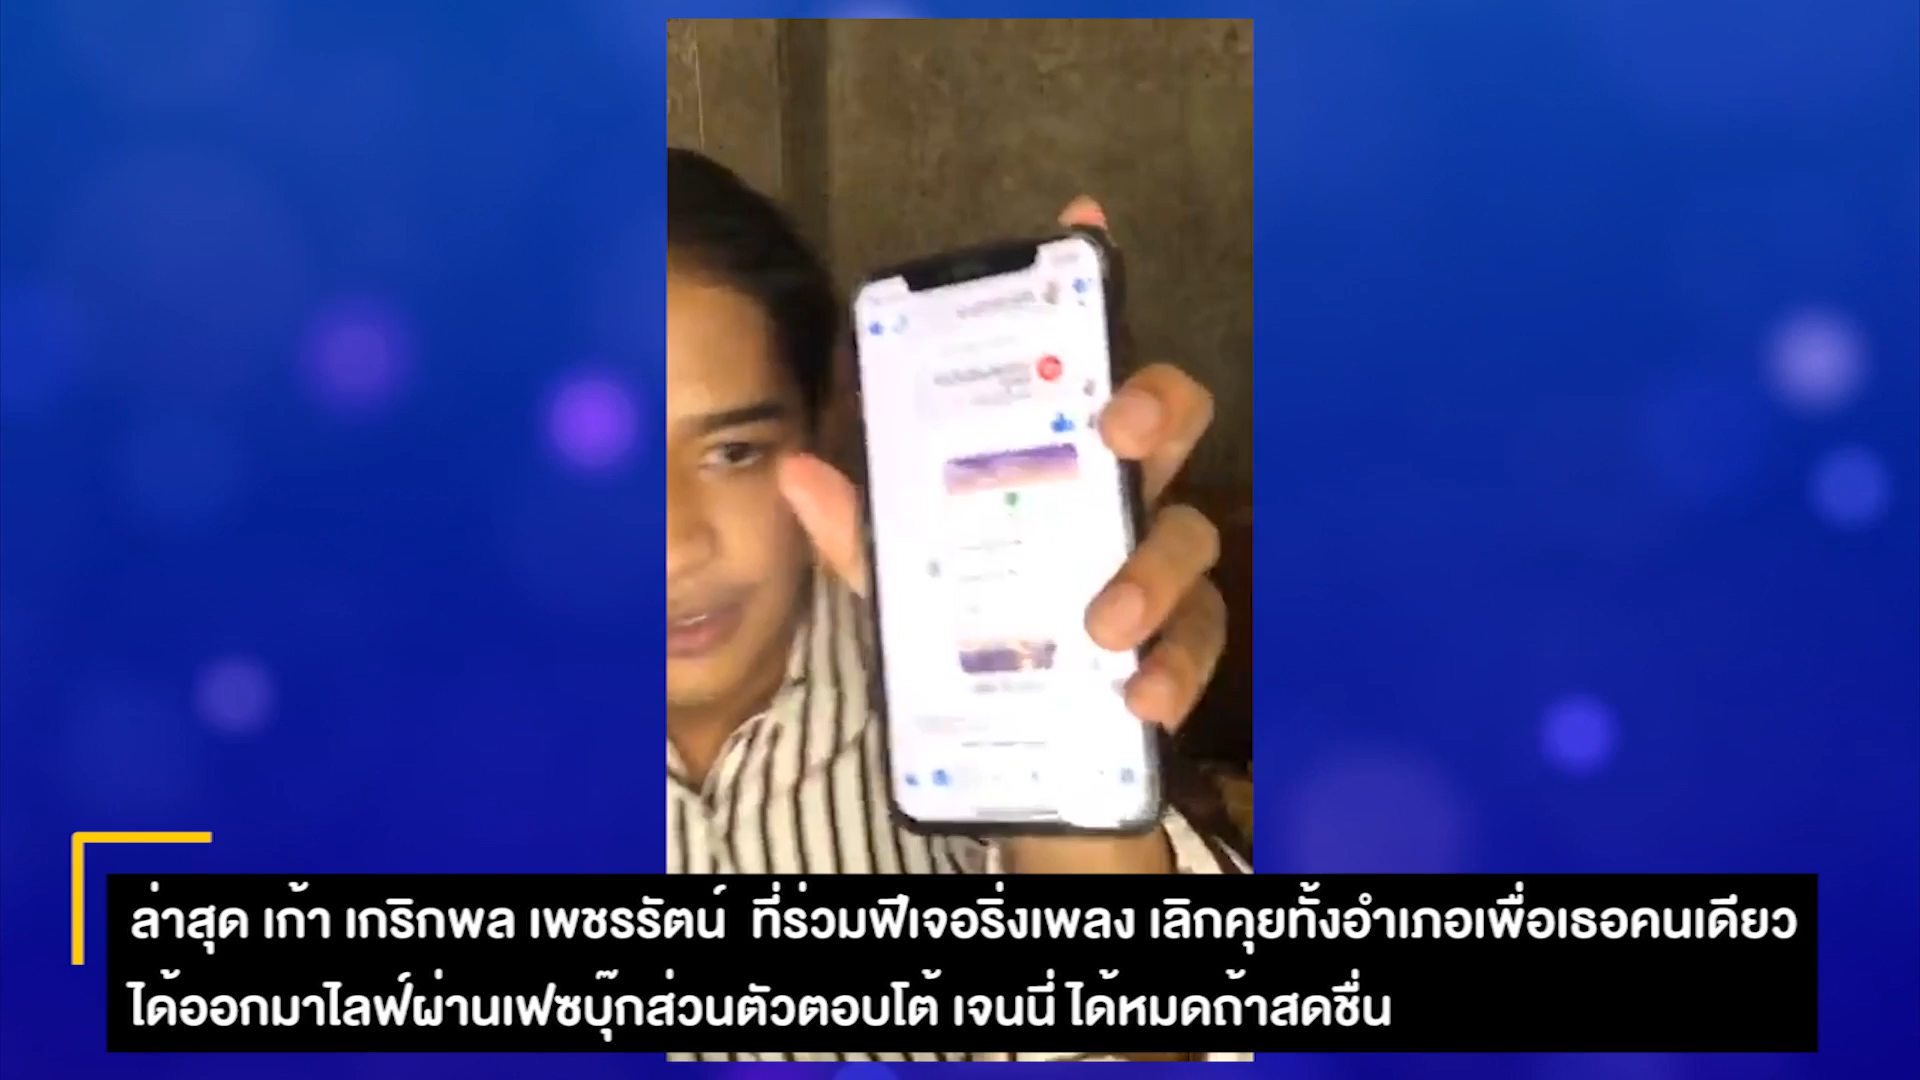 ล่าสุด เก้า เกริกพล เพชรรัตน์ ที่ร่วมฟีเจอริ่งเพลง เลิกคุยทั้งอำเภอเพื่อเธอคนเดียว
ได้ออกมาไลฟ์ผ่านเฟซบุ๊กส่วนตัวตอบโต้ เจนนี่ ได้หมดถ้าสดชื่น